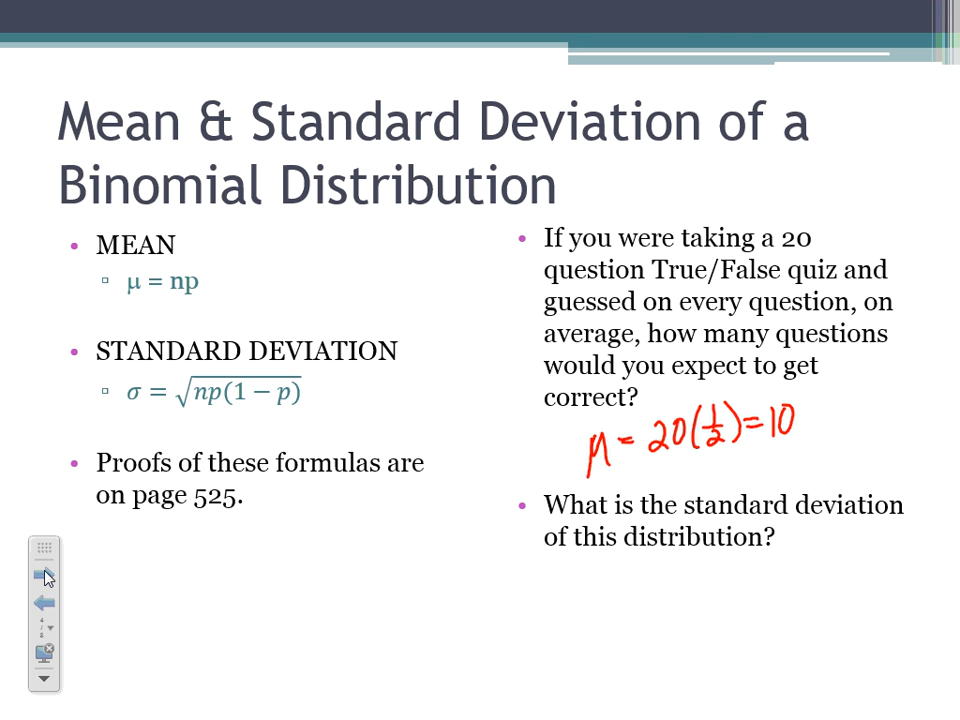 Mean & Standard Deviation of a
Binomial Distribution
• MEAN
▫ μ = np
• STANDARD DEVIATION
▫ σ = √np(1 − p)
• Proofs of these formulas are
on page 525.
• If you were taking a 20
question True/False quiz and
guessed on every question, on
average, how many questions
would you expect to get
correct?
μ = 20(1/2) = 10
• What is the standard deviation
of this distribution?
4
/
8